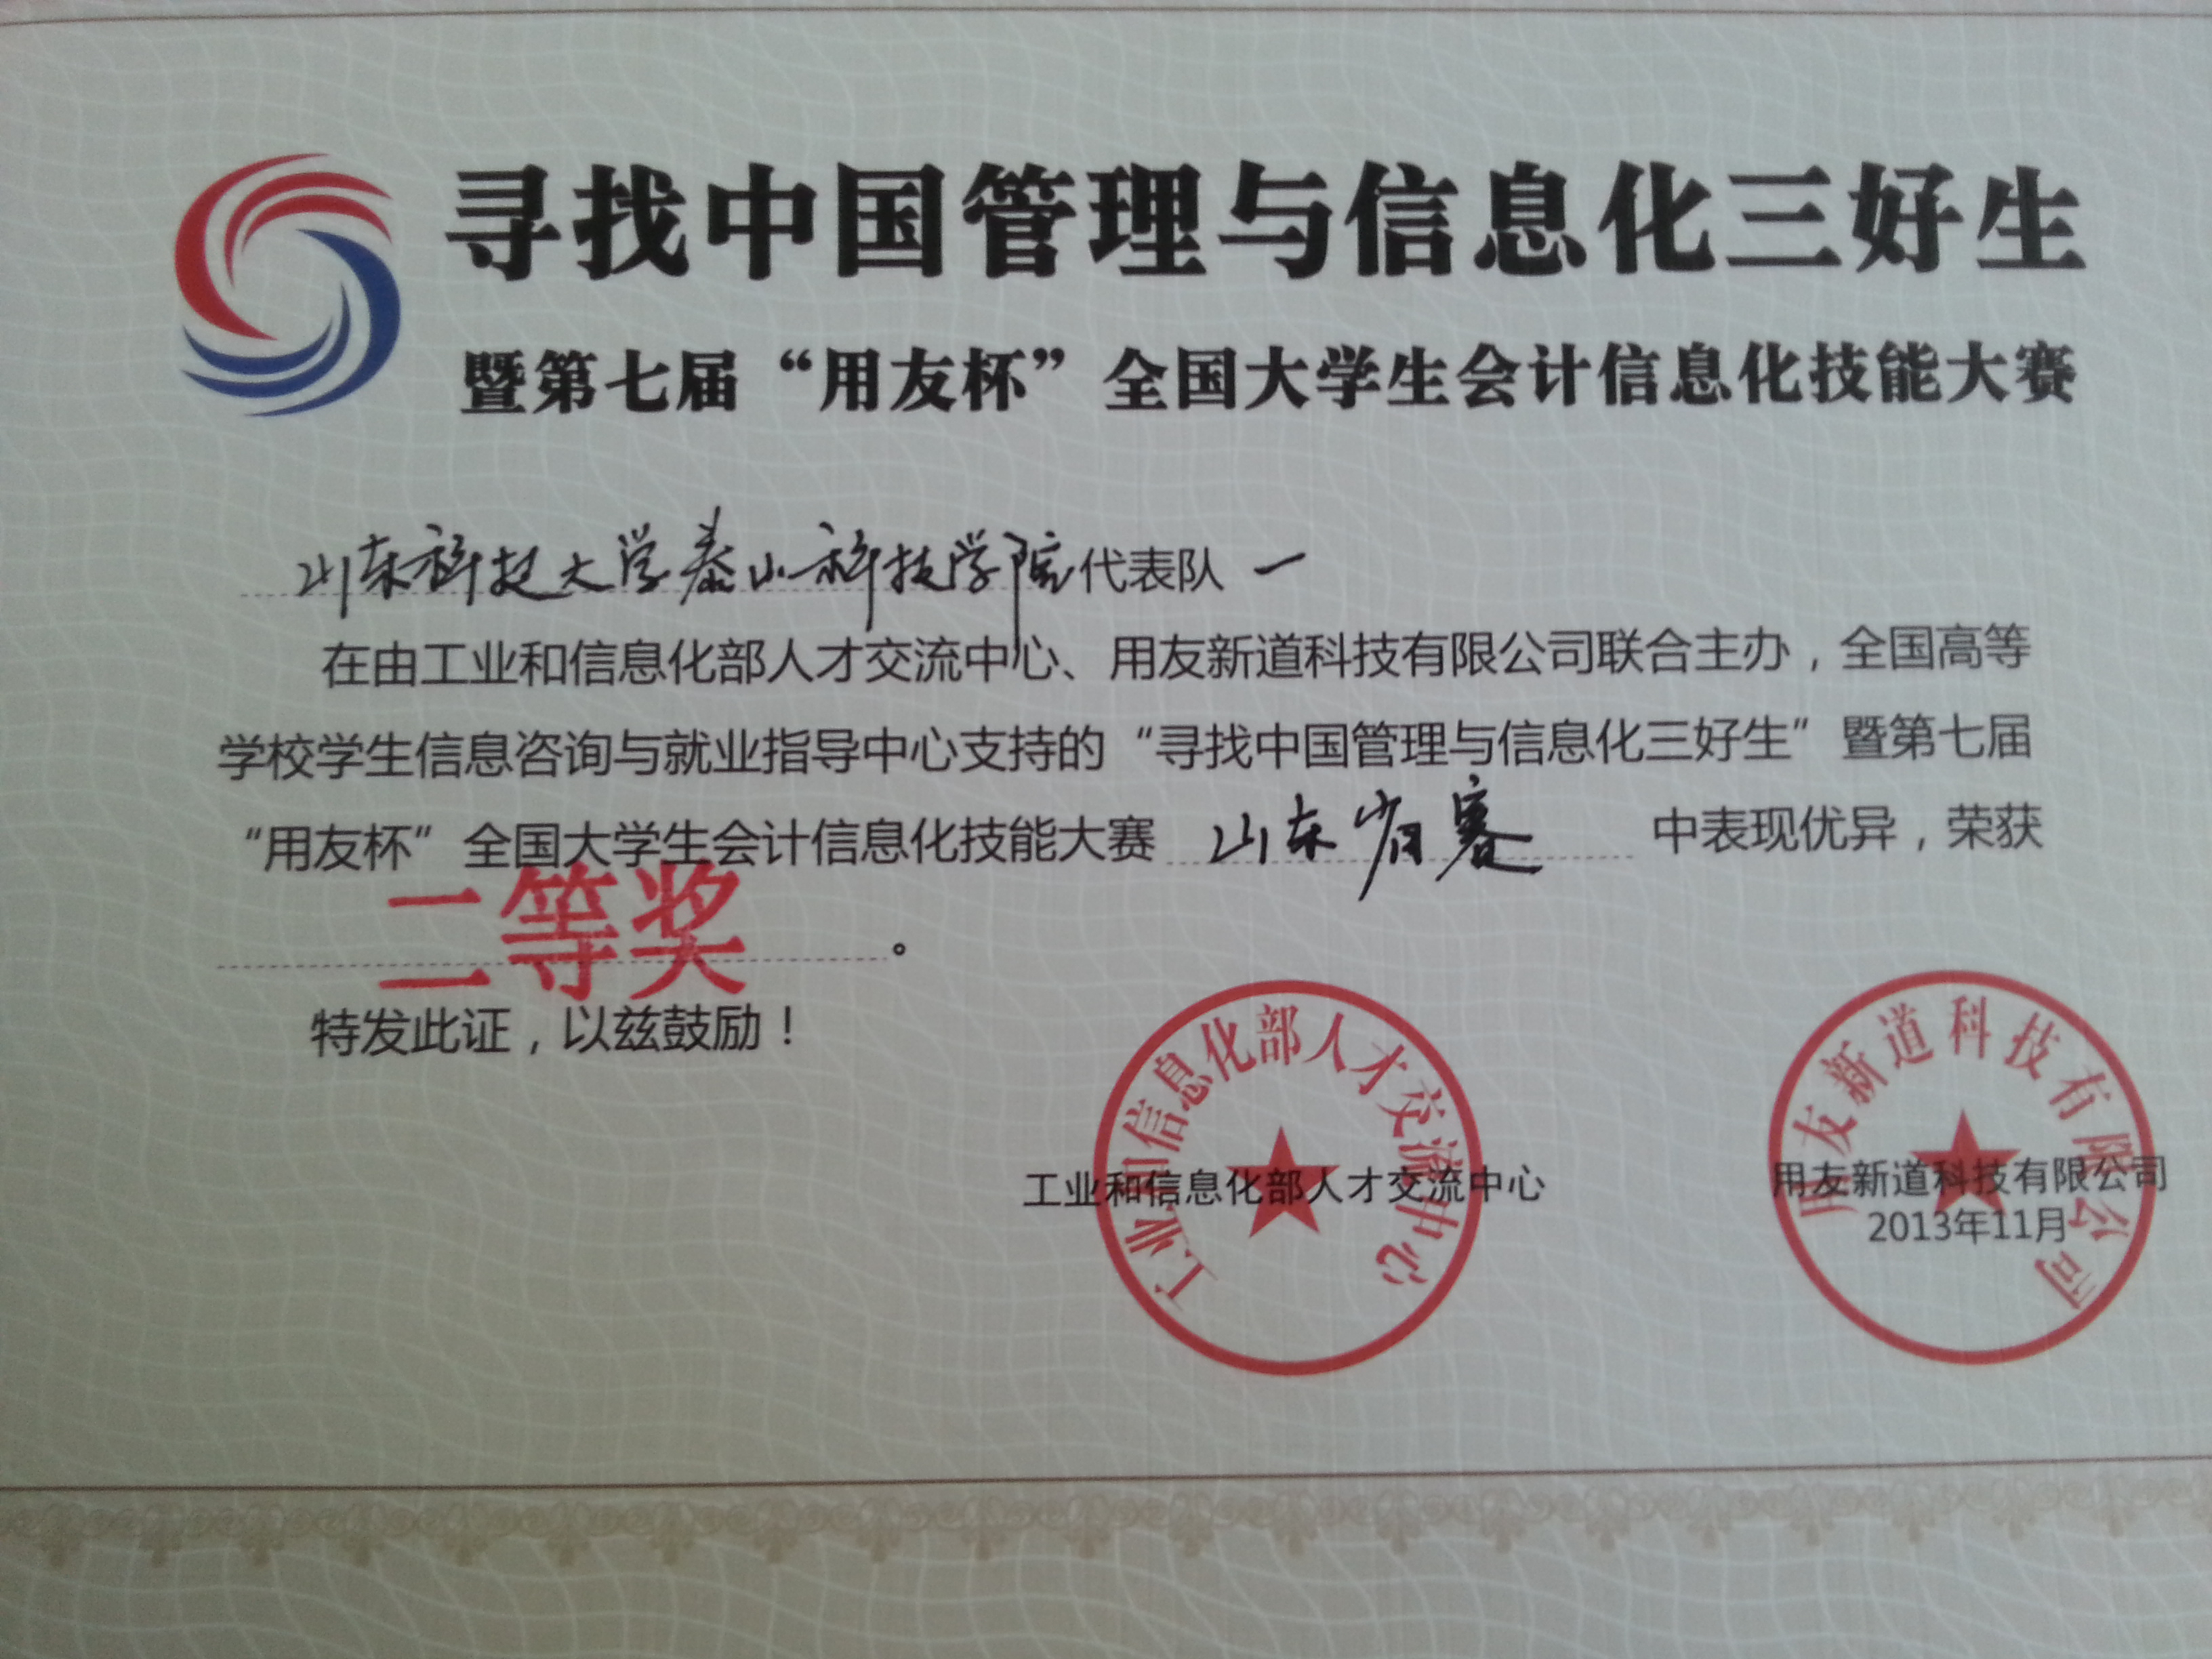 寻找中国管理与信息化三好生
暨第七届“用友杯”全国大学生会计信息化技能大赛
山东科技大学泰山科技学院代表队 一
在由工业和信息化部人才交流中心、用友新道科技有限公司联合主办，全国高等
学校学生信息咨询与就业指导中心支持的“寻找中国管理与信息化三好生”暨第七届
“用友杯”全国大学生会计信息化技能大赛 山东省赛 中表现优异，荣获
二等奖。
特发此证，以兹鼓励！
工业和信息化部人才交流中心
用友新道科技有限公司
工业和信息化部人才交流中心
用友新道科技有限公司
2013年11月